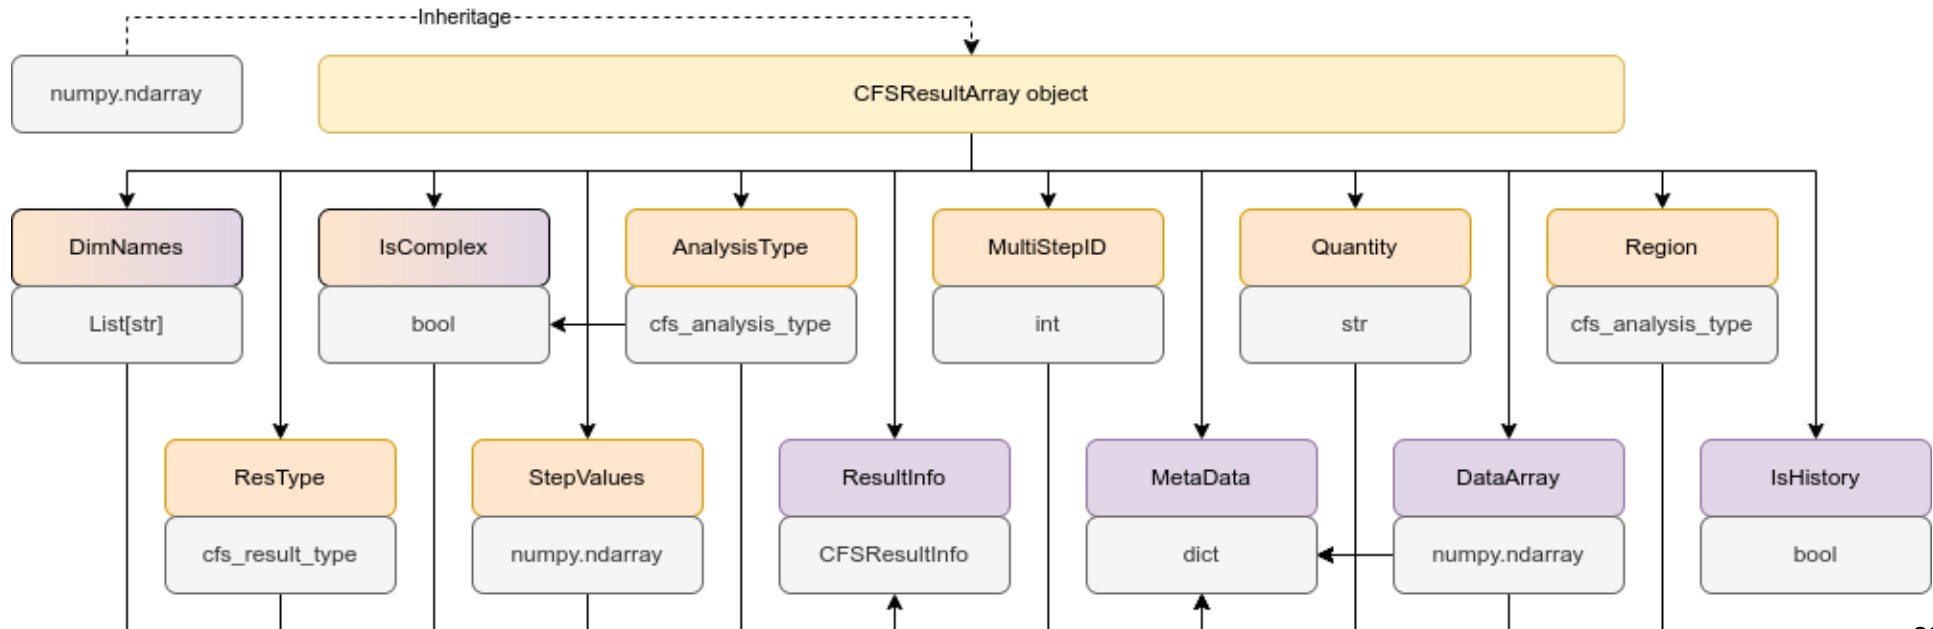 Inheritage
numpy.ndarray
CFSResultArray object
DimNames
IsComplex
AnalysisType
MultiStepID
Quantity
Region
List[str]
bool
cfs_analysis_type
int
str
cfs_analysis_type
ResType
StepValues
ResultInfo
MetaData
DataArray
IsHistory
cfs_result_type
numpy.ndarray
CFSResultInfo
dict
numpy.ndarray
bool